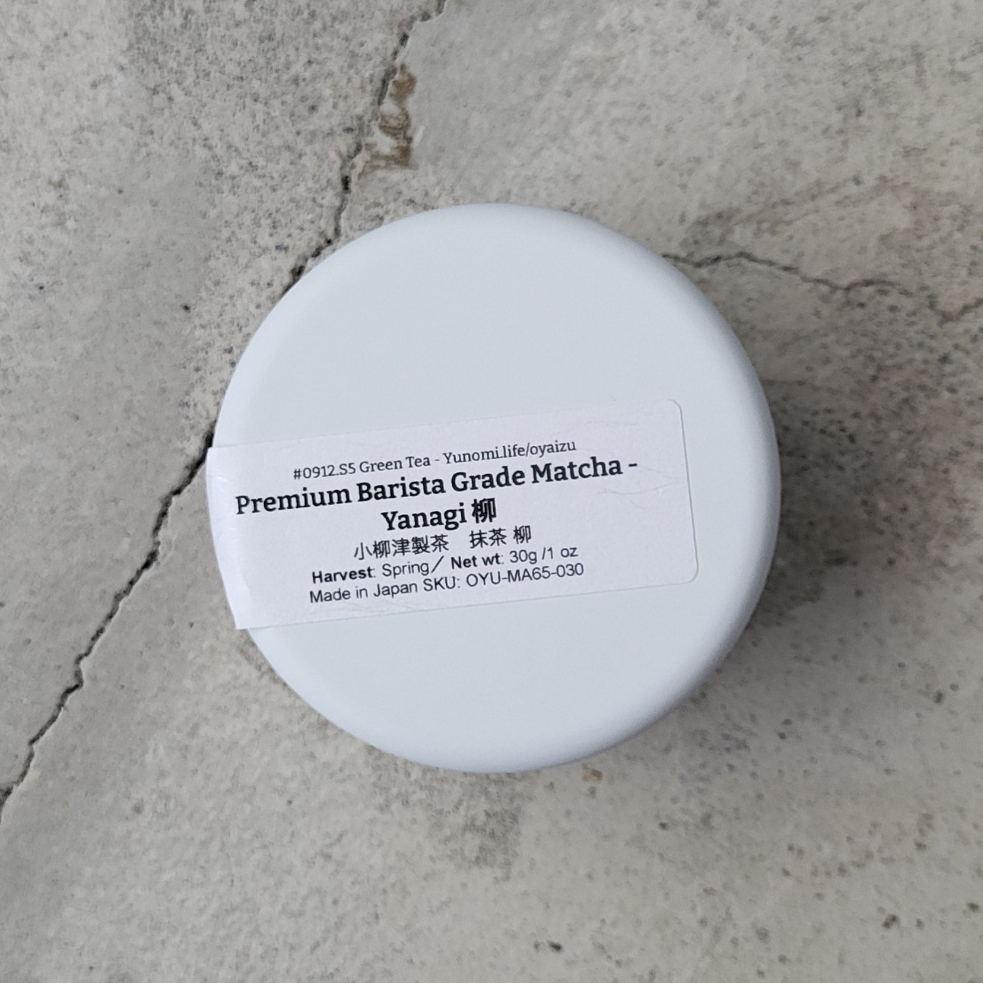 #0912.S5 Green Tea - Yunomi.life/oyaizu
Premium Barista Grade Matcha -
Yanagi 柳
小柳津製茶　抹茶 柳
Harvest: Spring／ Net wt: 30g /1 oz
Made in Japan SKU: OYU-MA65-030